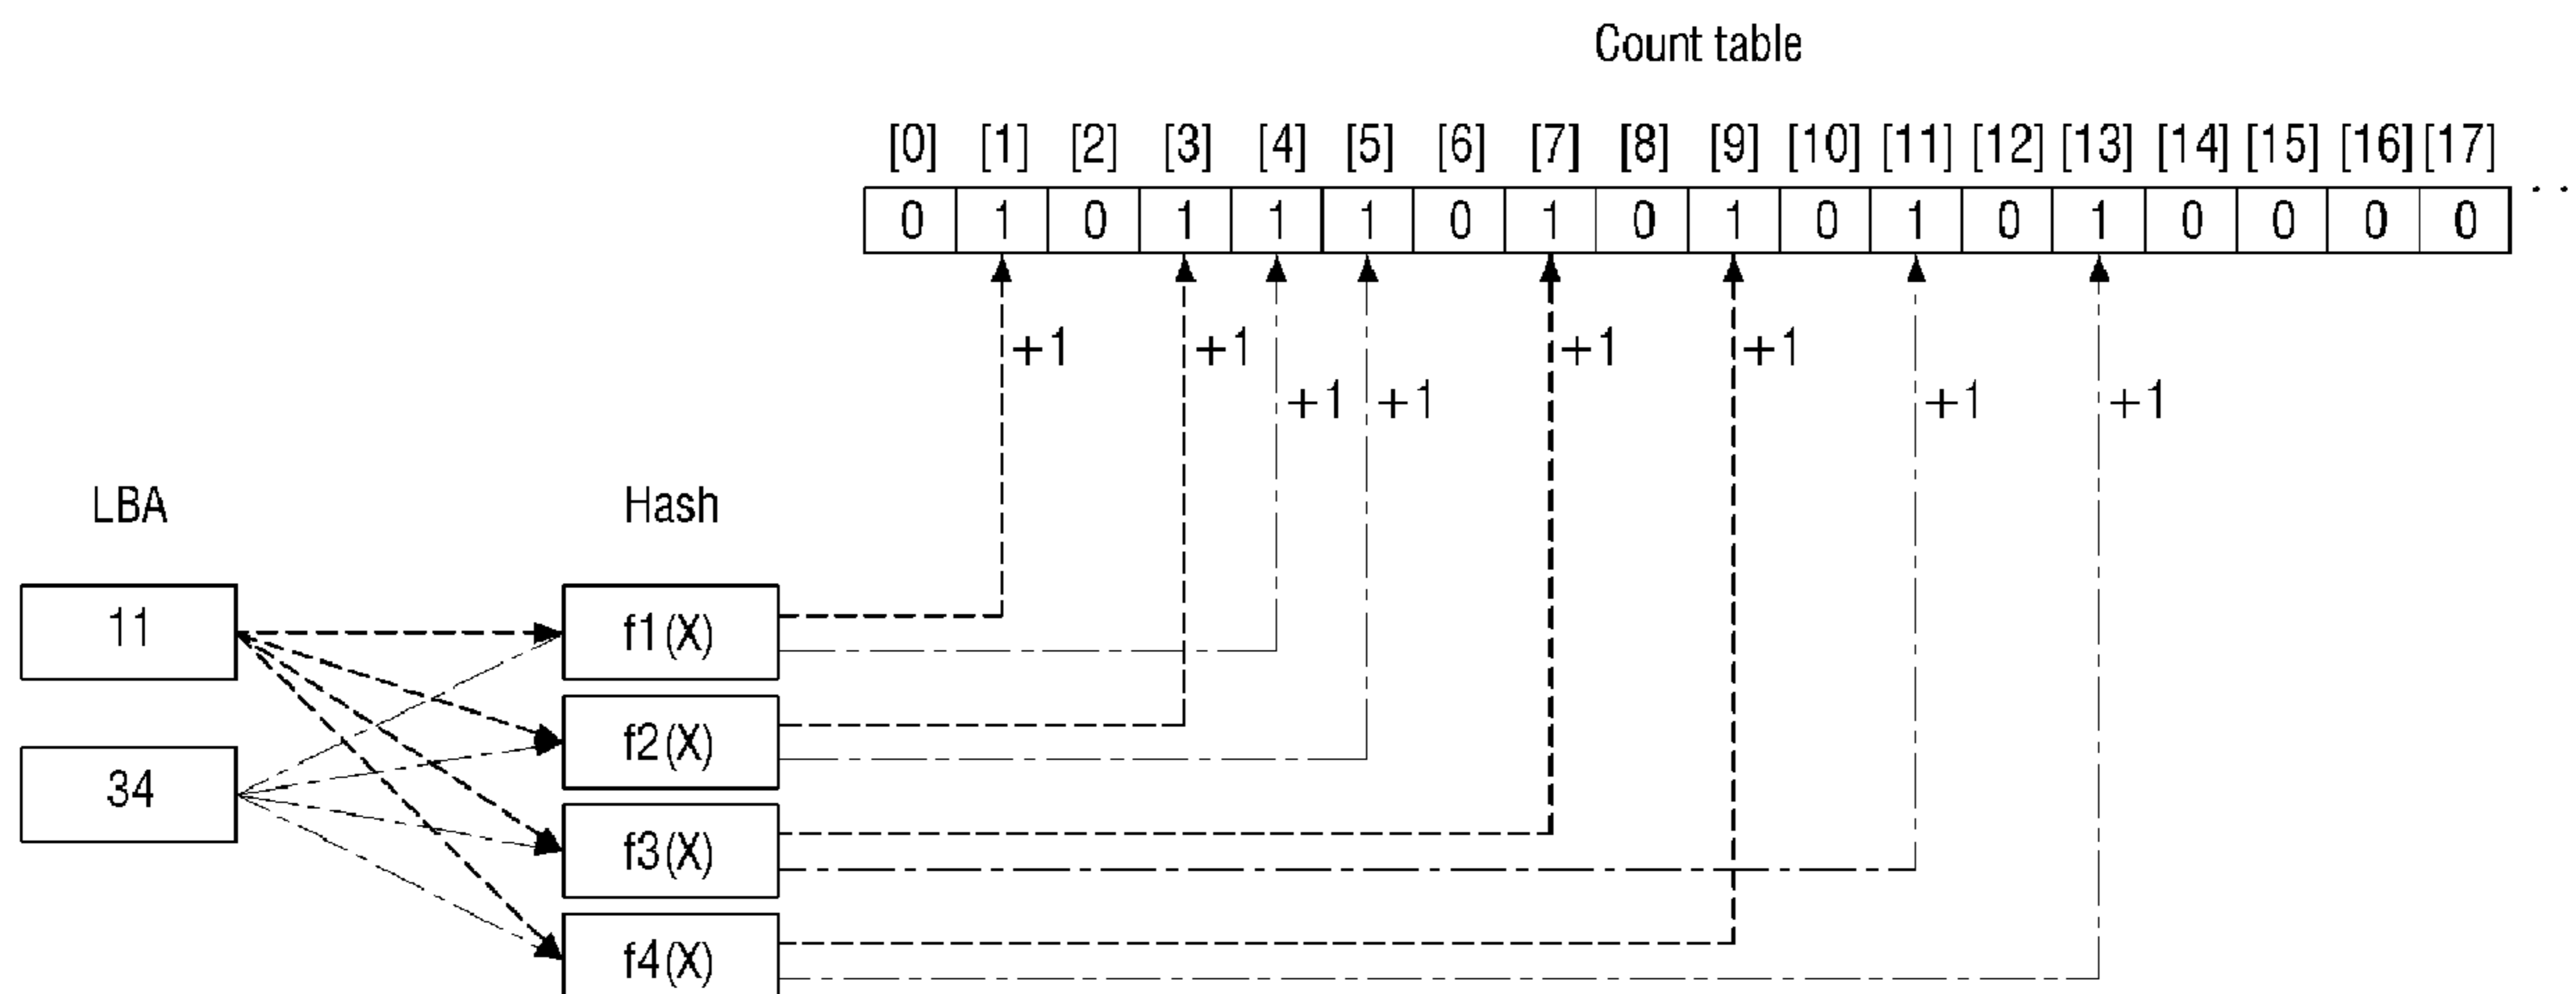 Count table
[0] [1] [2] [3] [4] [5] [6] [7] [8] [9] [10] [11] [12] [13] [14] [15] [16] [17]
0 1 0 1 1 1 0 1 0 1 0 1 0 1 0 0 0 0 . .
+1 +1 +1 +1
+1 +1 +1 +1
LBA Hash
11 f1(X)
f2(X)
34
f3(X)
f4(X)